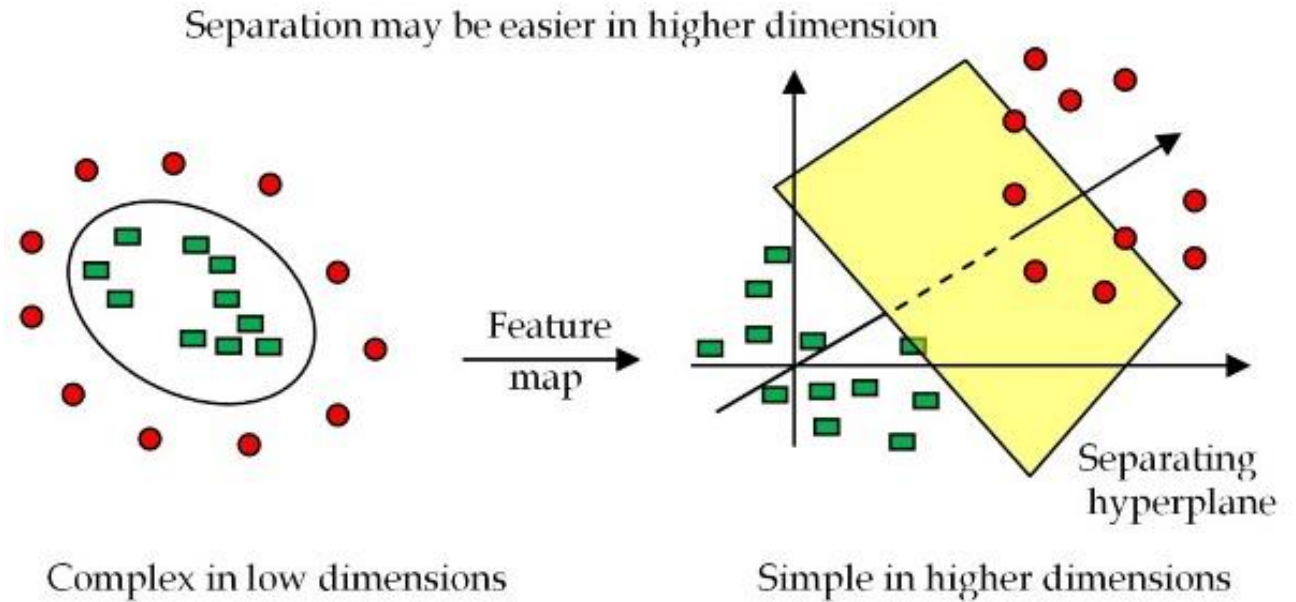 Separation may be easier in higher dimension
Feature
map
Separating
hyperplane
Complex in low dimensions
Simple in higher dimensions